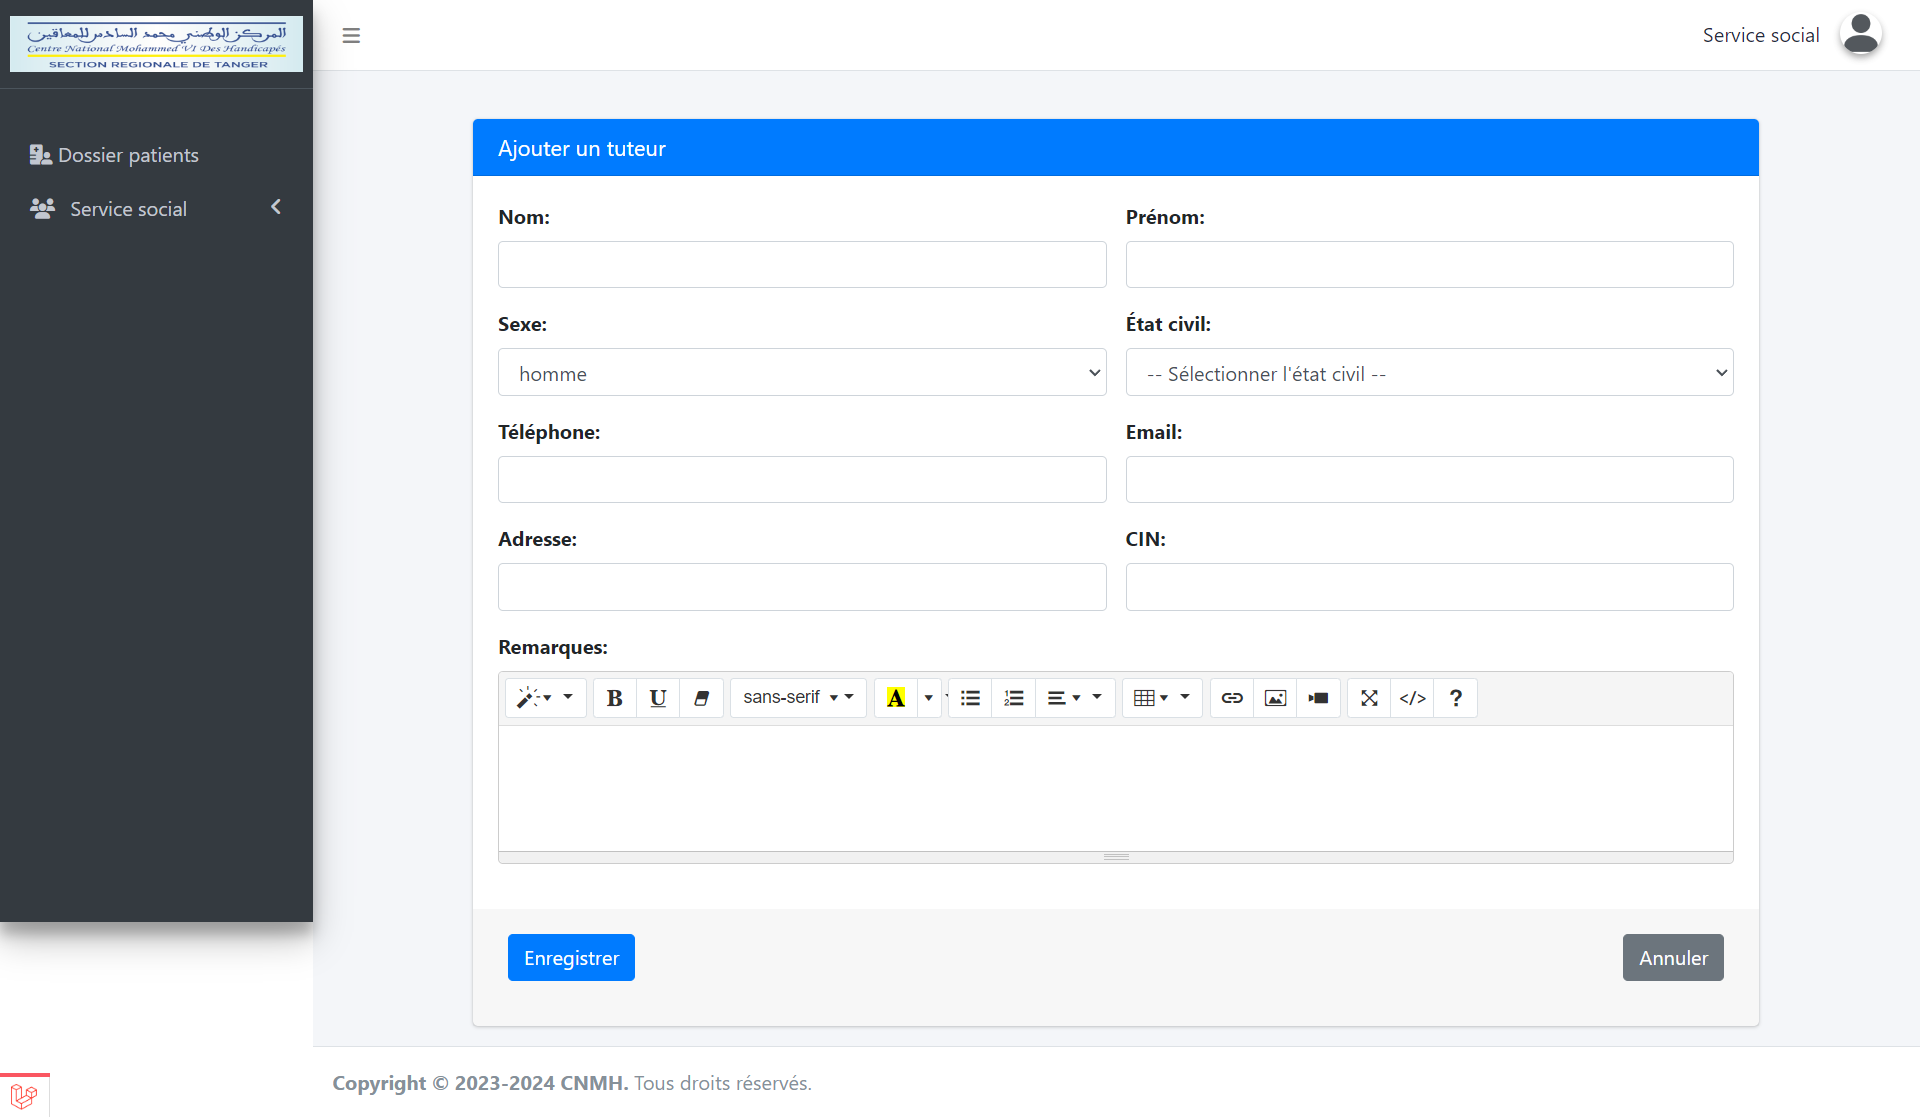 المركز الوطني محمد السادس للمعاقين
Centre National Mohammed VI Des Handicapés
SECTION REGIONALE DE TANGER
Service social
Dossier patients
Service social
Ajouter un tuteur
Nom:
Prénom:
Sexe:
État civil:
homme
-- Sélectionner l'état civil --
Téléphone:
Email:
Adresse:
CIN:
Remarques:
B U sans-serif A </> ?
Enregistrer
Annuler
Copyright © 2023-2024 CNMH. Tous droits réservés.